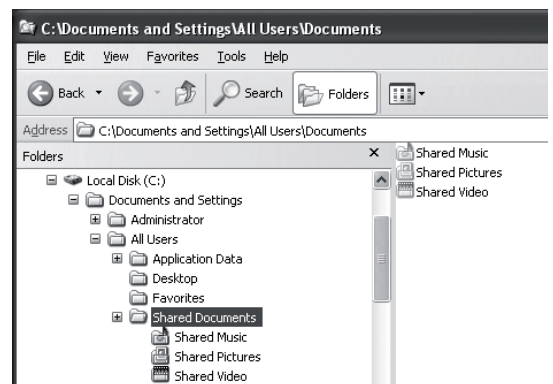 C:\Documents and Settings\All Users\Documents
File Edit View Favorites Tools Help
Back Search Folders
Address C:\Documents and Settings\All Users\Documents
Folders
Local Disk (C:)
Documents and Settings
Administrator
All Users
Application Data
Desktop
Favorites
Shared Documents
Shared Music
Shared Pictures
Shared Video
Shared Music
Shared Pictures
Shared Video